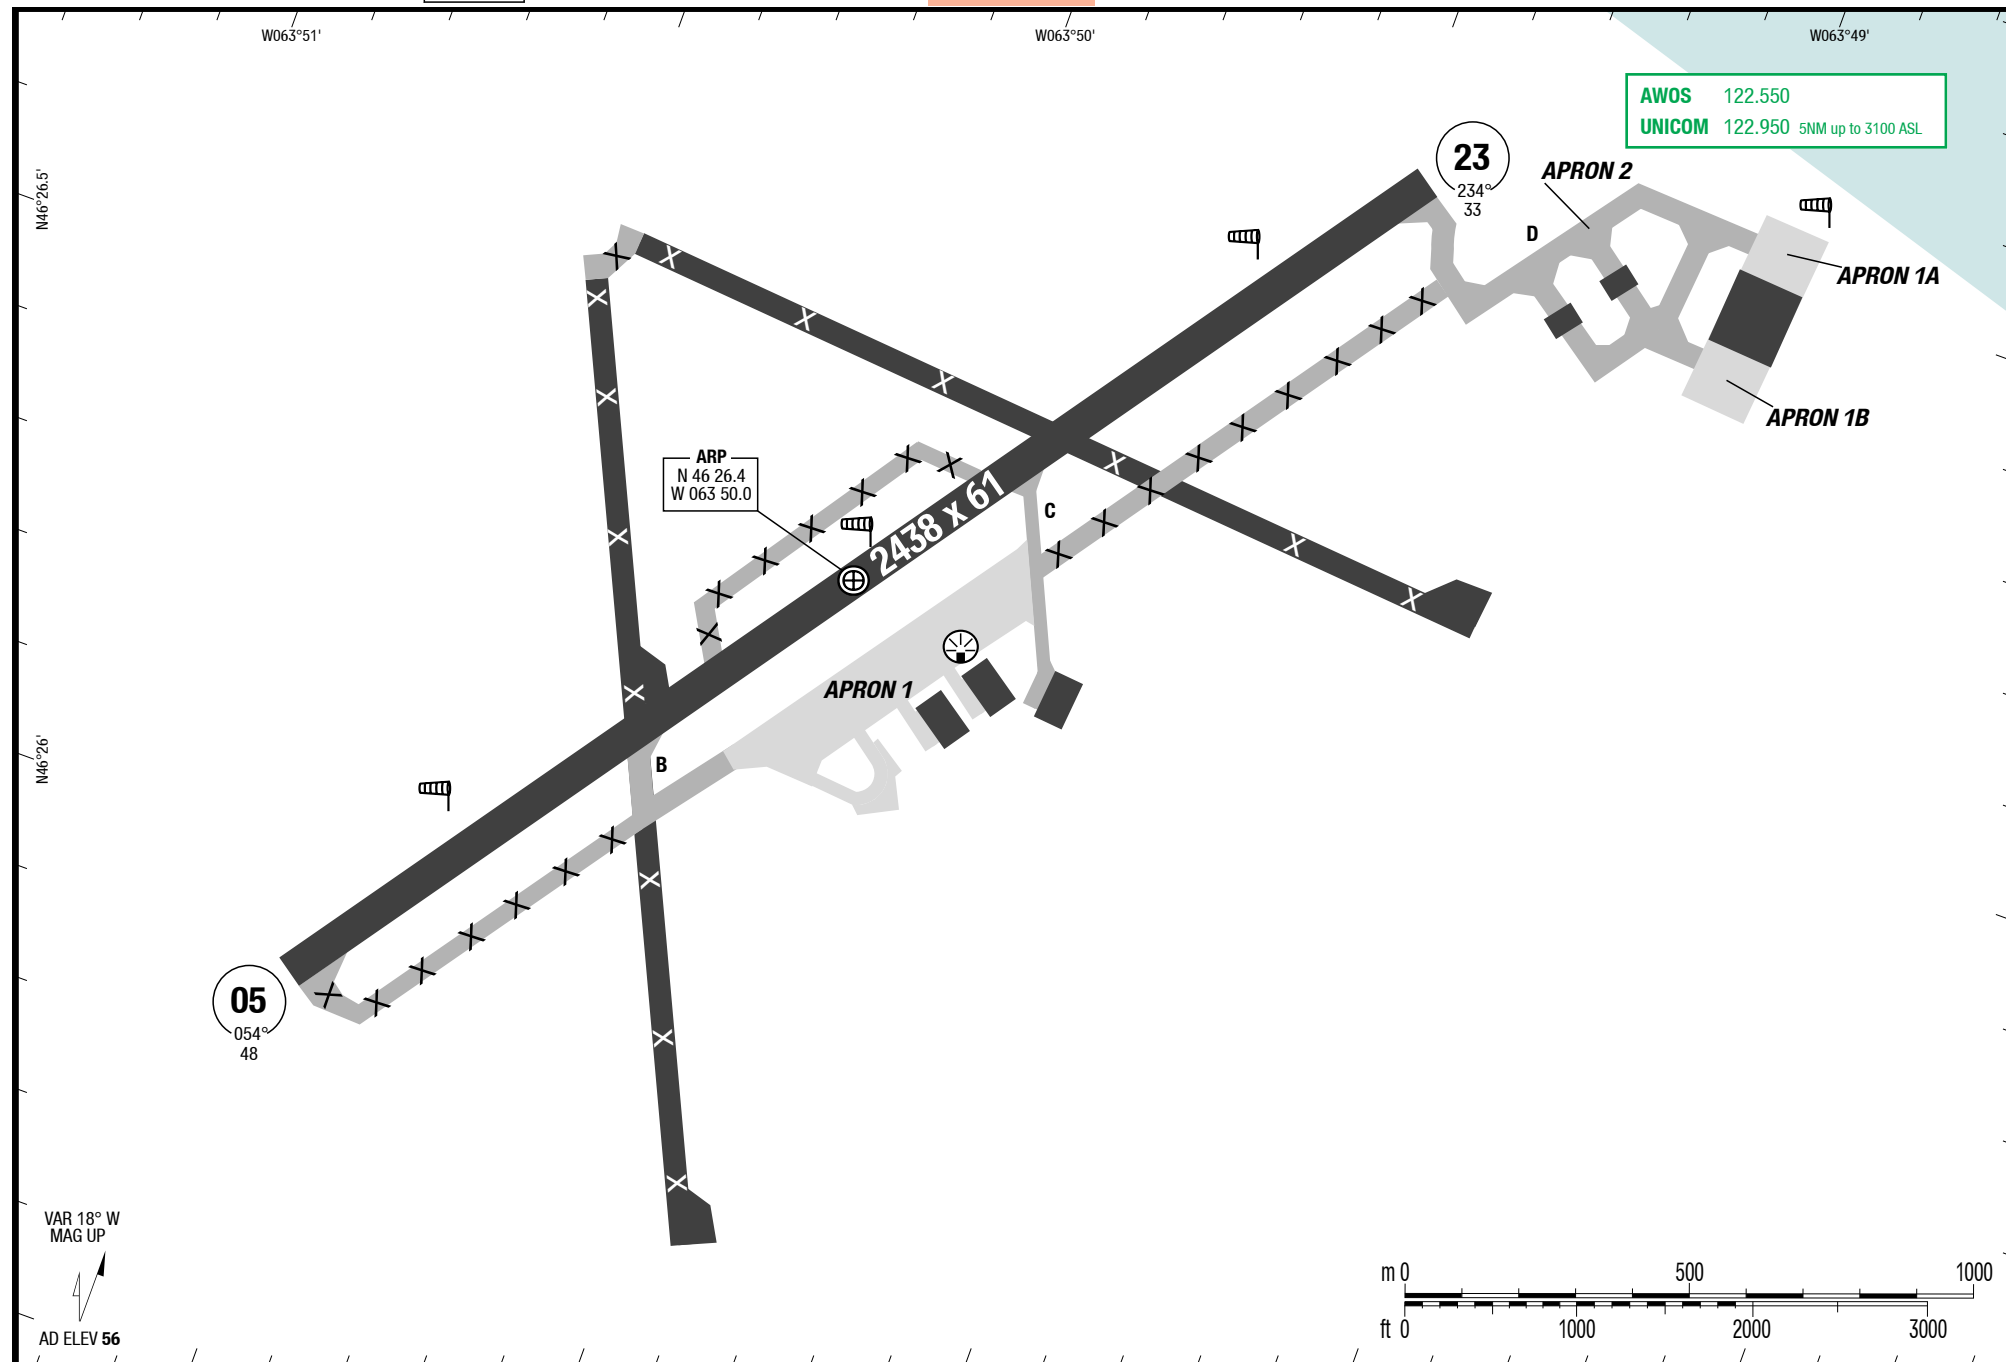 W063°51'
W063°50'
W063°49'
AWOS 122.550
UNICOM 122.950 5NM up to 3100 ASL
N46°26.5'
23
234°
33
APRON 2
D
APRON 1A
APRON 1B
ARP
N 46 26.4
W 063 50.0
2438 x 61
C
APRON 1
B
N46°26'
05
054°
48
VAR 18° W
MAG UP
AD ELEV 56
m 0 500 1000
ft 0 1000 2000 3000